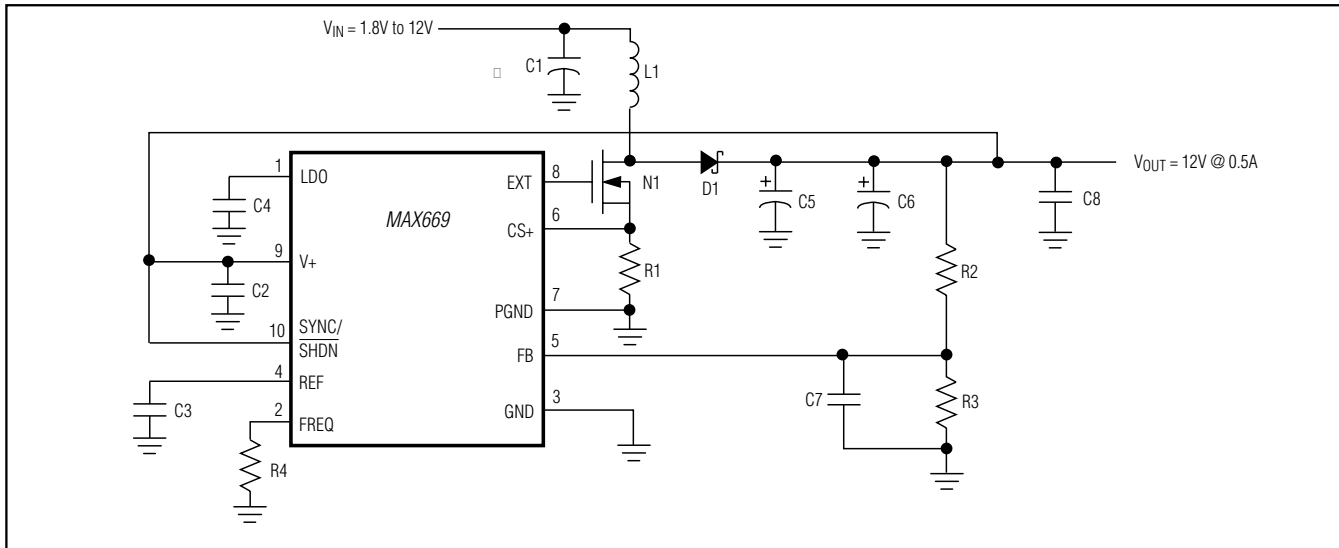 V_IN = 1.8V to 12V
C1
L1
1
LDO
EXT
8
N1
D1
V_OUT = 12V @ 0.5A
C5
C6
C8
C4
MAX669
CS+
6
R1
R2
9
V+
C2
PGND
7
10
SYNC/
SHDN
FB
5
4
REF
C3
C7
R3
2
FREQ
GND
3
R4